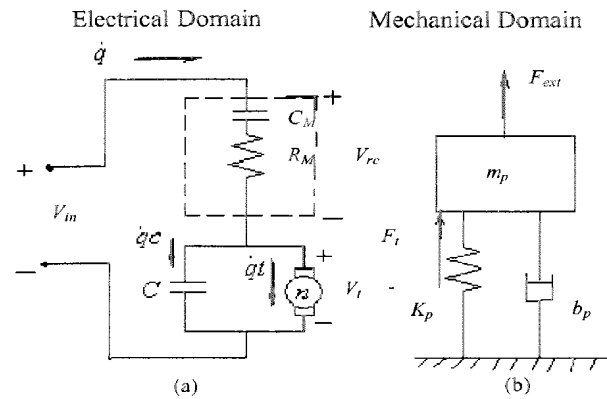 Electrical Domain
Mechanical Domain
q̇
+
C_M
R_M
V_rc
−
+
V_in
−
q̇c
C
q̇t
+
n
V_t
−
F_ext
m_p
F_t
-
K_p
b_p
(a)
(b)